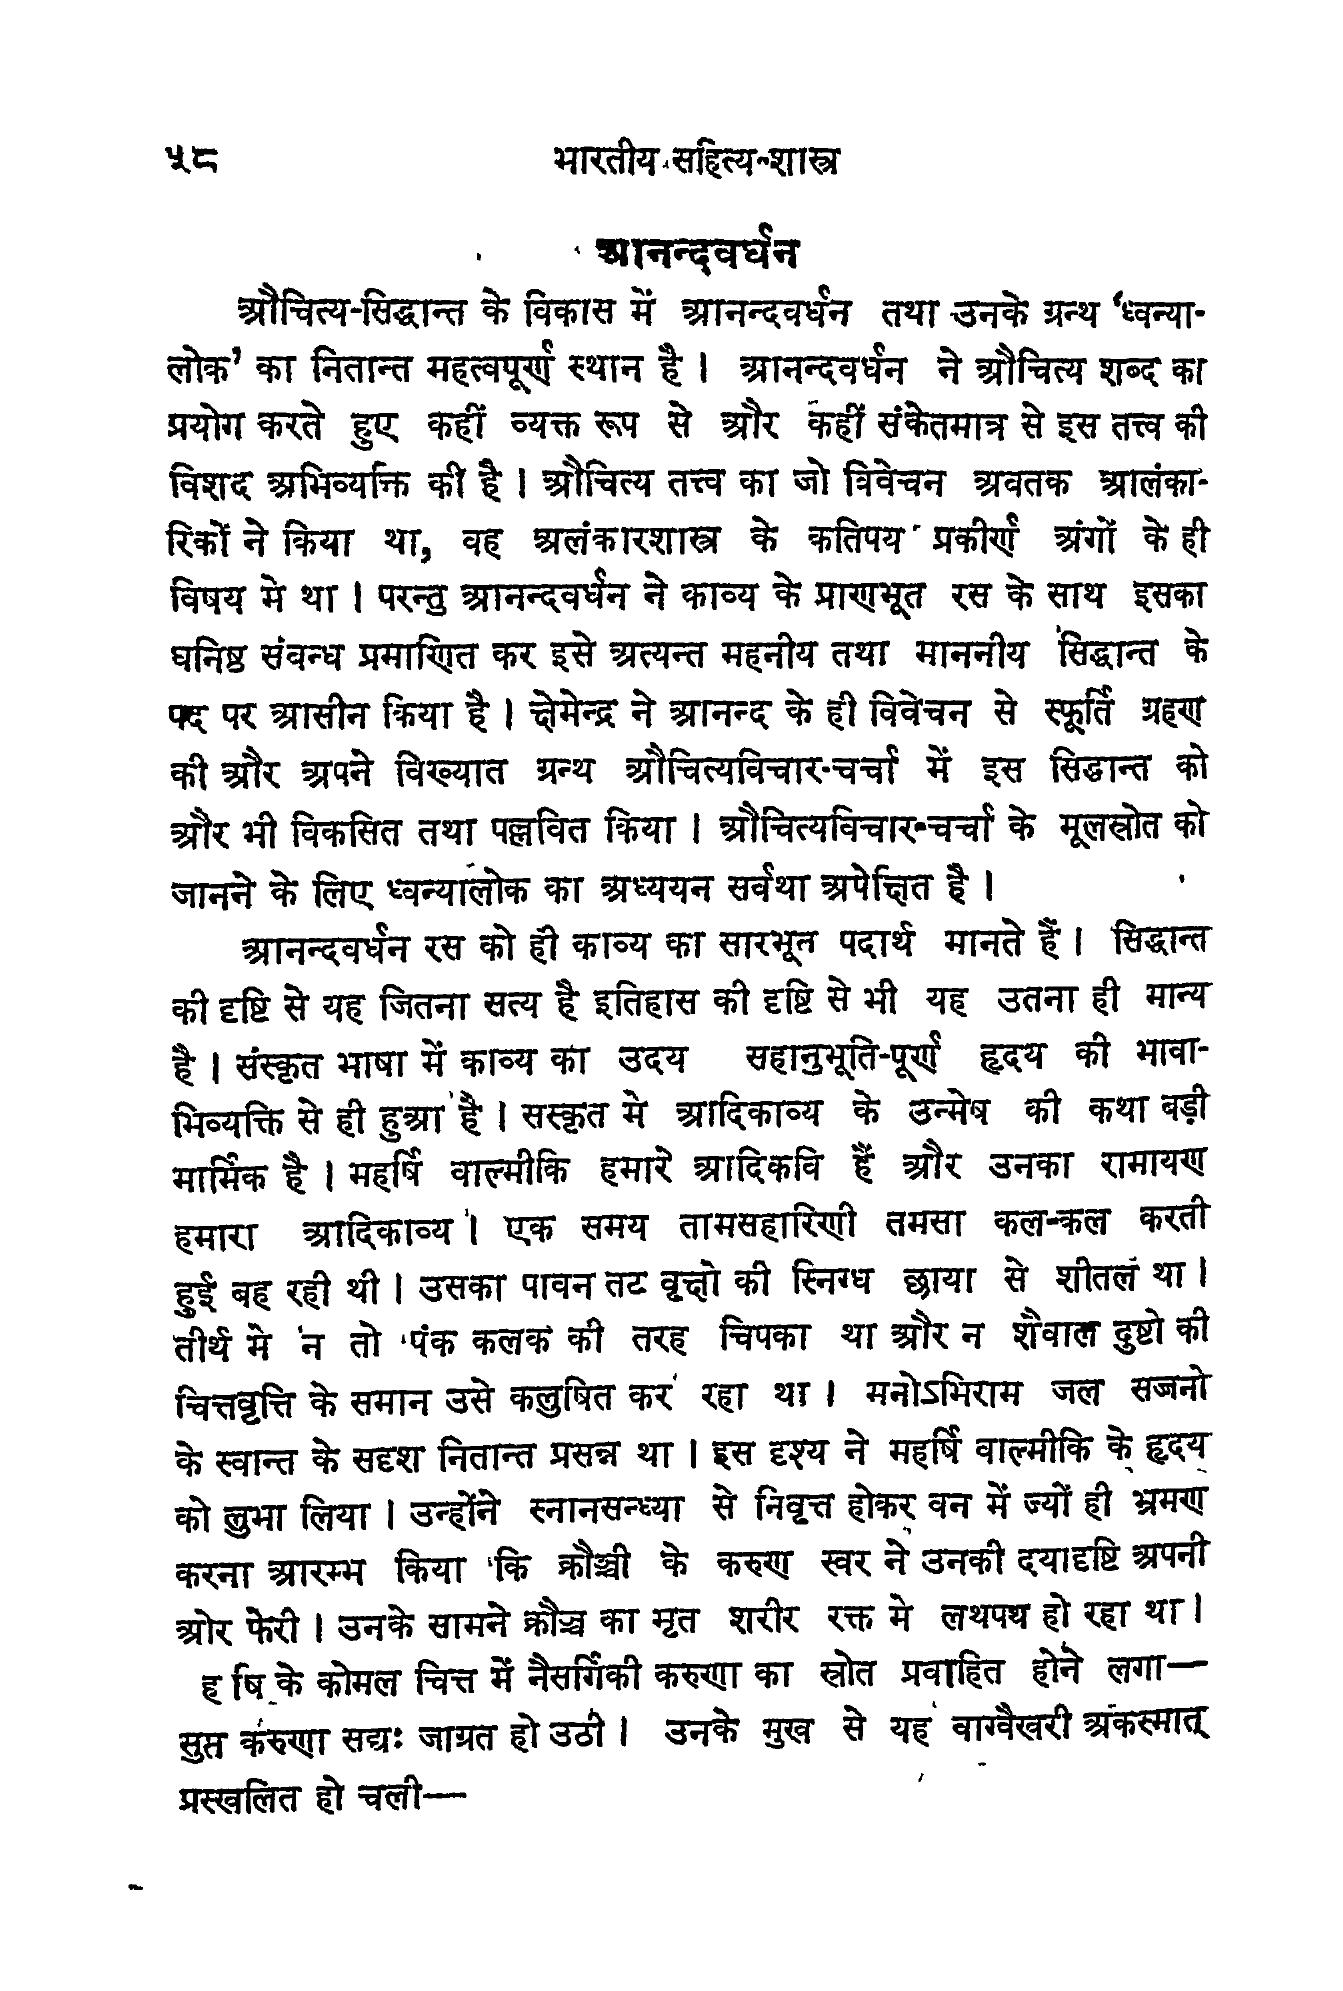 ५८ भारतीय सहित्य-शास्त्र
आनन्दवर्धन
औचित्य-सिद्धान्त के विकास में आनन्दवर्धन तथा उनके ग्रन्थ ‘ध्वन्या-
लोक’ का नितान्त महत्वपूर्ण स्थान है। आनन्दवर्धन ने औचित्य शब्द का
प्रयोग करते हुए कहीं व्यक्त रूप से और कहीं संकेतमात्र से इस तत्त्व की
विशद अभिव्यक्ति की है। औचित्य तत्त्व का जो विवेचन अवतक आलंका-
रिकों ने किया था, वह अलंकारशास्त्र के कतिपय प्रकीर्ण अंगों के ही
विषय मे था। परन्तु आनन्दवर्धन ने काव्य के प्राणभूत रस के साथ इसका
घनिष्ठ संवन्ध प्रमाणित कर इसे अत्यन्त महनीय तथा माननीय सिद्धान्त के
पद पर आसीन किया है। क्षेमेन्द्र ने आनन्द के ही विवेचन से स्फूर्ति ग्रहण
की और अपने विख्यात ग्रन्थ औचित्यविचार-चर्चा में इस सिद्धान्त को
और भी विकसित तथा पल्लवित किया। औचित्यविचार-चर्चा के मूलस्रोत को
जानने के लिए ध्वन्यालोक का अध्ययन सर्वथा अपेक्षित है।
आनन्दवर्धन रस को ही काव्य का सारभूत पदार्थ मानते हैं। सिद्धान्त
की दृष्टि से यह जितना सत्य है इतिहास की दृष्टि से भी यह उतना ही मान्य
है। संस्कृत भाषा में काव्य का उदय सहानुभूति-पूर्ण हृदय की भावा-
भिव्यक्ति से ही हुआ है। सस्कृत मे आदिकाव्य के उन्मेष की कथा बड़ी
मार्मिक है। महर्षि वाल्मीकि हमारे आदिकवि हैं और उनका रामायण
हमारा आदिकाव्य। एक समय तामसहारिणी तमसा कल-कल करती
हुई बह रही थी। उसका पावन तट वृक्षो की स्निग्ध छाया से शीतल था।
तीर्थ मे न तो पंक कलक की तरह चिपका था और न शैवाल दुष्टो की
चित्तवृत्ति के समान उसे कलुषित कर रहा था। मनोऽभिराम जल सज्जनो
के स्वान्त के सदृश नितान्त प्रसन्न था। इस दृश्य ने महर्षि वाल्मीकि के हृदय
को लुभा लिया। उन्होंने स्नानसन्ध्या से निवृत्त होकर वन में ज्यों ही भ्रमण
करना आरम्भ किया कि क्रौञ्ची के करुण स्वर ने उनकी दयादृष्टि अपनी
ओर फेरी। उनके सामने क्रौञ्च का मृत शरीर रक्त मे लथपथ हो रहा था।
ह र्षि के कोमल चित्त में नैसर्गिकी करुणा का स्रोत प्रवाहित होने लगा—
सुप्त करुणा सद्यः जाग्रत हो उठी। उनके मुख से यह वाग्वैखरी अकस्मात्
प्रस्खलित हो चली—